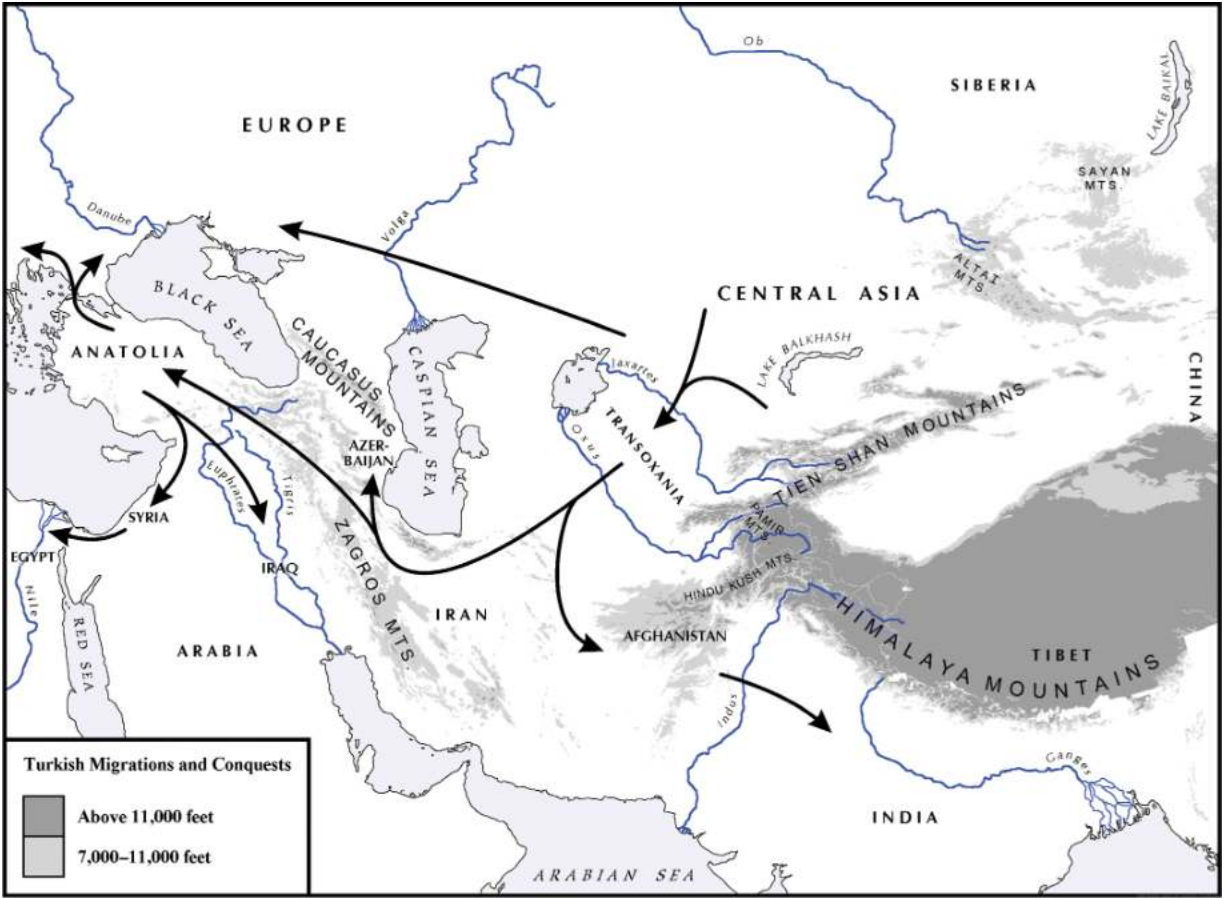 Ob
SIBERIA
LAKE BAIKAL
EUROPE
SAYAN
MTS.
Danube
Volga
ALTAI
MTS.
BLACK SEA
CENTRAL ASIA
ANATOLIA
CAUCASUS
MOUNTAINS
CASPIAN
SEA
Jaxartes
LAKE BALKHASH
CHINA
TRANSOXANIA
Oxus
AZER-
BAIJAN
TIEN SHAN MOUNTAINS
Euphrates
Tigris
SYRIA
PAMIR
MTS.
EGYPT
IRAQ
ZAGROS MTS.
HINDU KUSH MTS.
Nile
RED SEA
ARABIA
IRAN
AFGHANISTAN
HIMALAYA MOUNTAINS
TIBET
Indus
Ganges
INDIA
ARABIAN SEA
Turkish Migrations and Conquests
Above 11,000 feet
7,000–11,000 feet